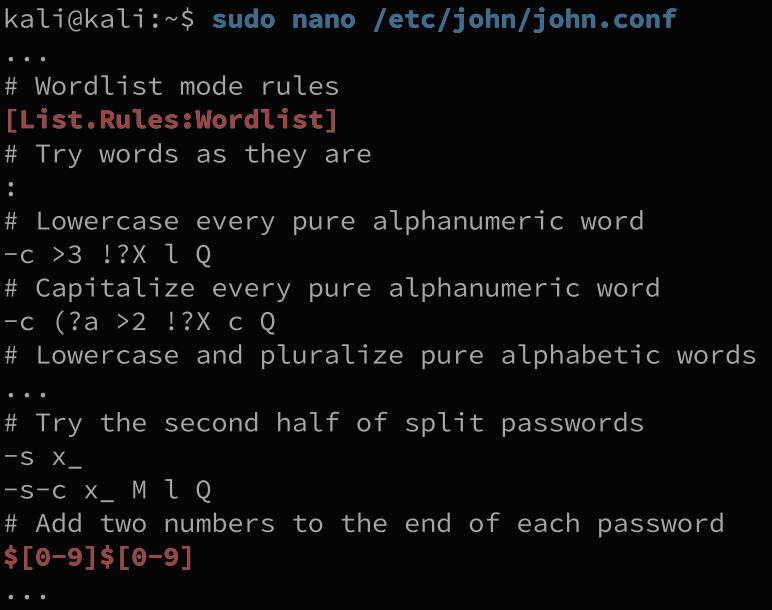 kali@kali:~$ sudo nano /etc/john/john.conf
...
# Wordlist mode rules
[List.Rules:Wordlist]
# Try words as they are
:
# Lowercase every pure alphanumeric word
-c >3 !?X l Q
# Capitalize every pure alphanumeric word
-c (?a >2 !?X c Q
# Lowercase and pluralize pure alphabetic words
...
# Try the second half of split passwords
-s x_
-s-c x_ M l Q
# Add two numbers to the end of each password
$[0-9]$[0-9]
...